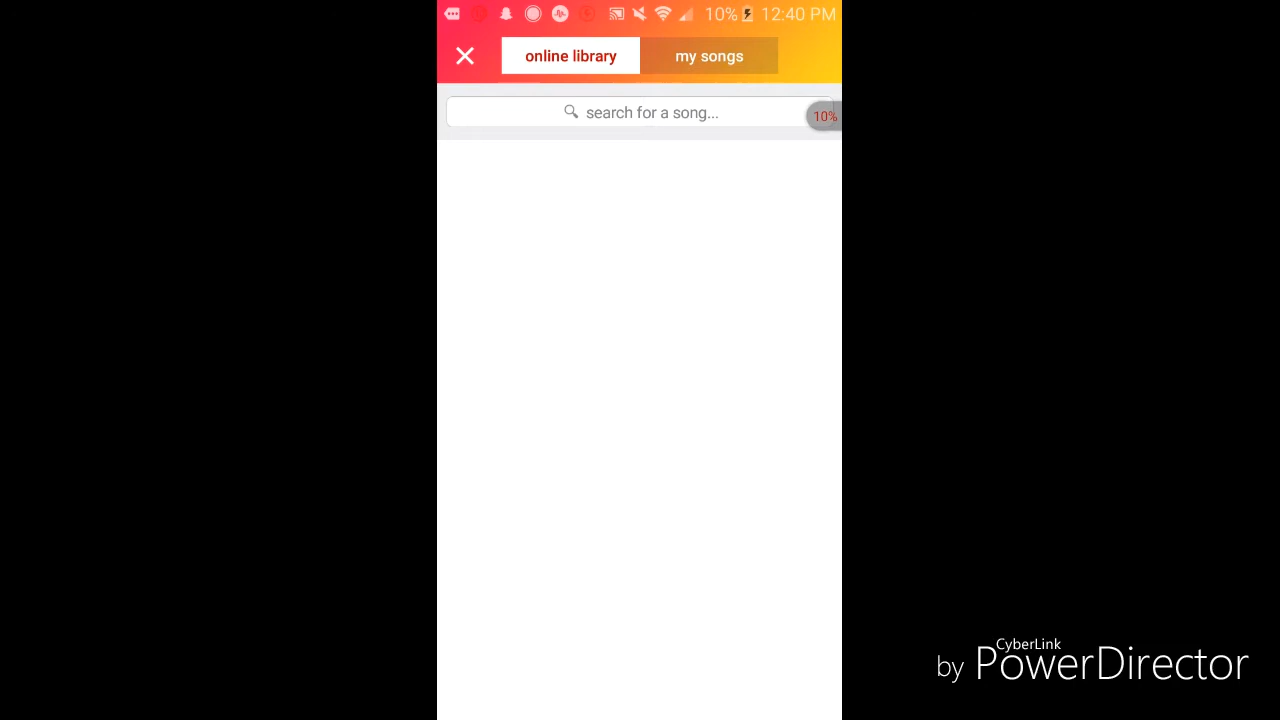 10% 12:40 PM
online library my songs
search for a song...
10%
CyberLink
by PowerDirector